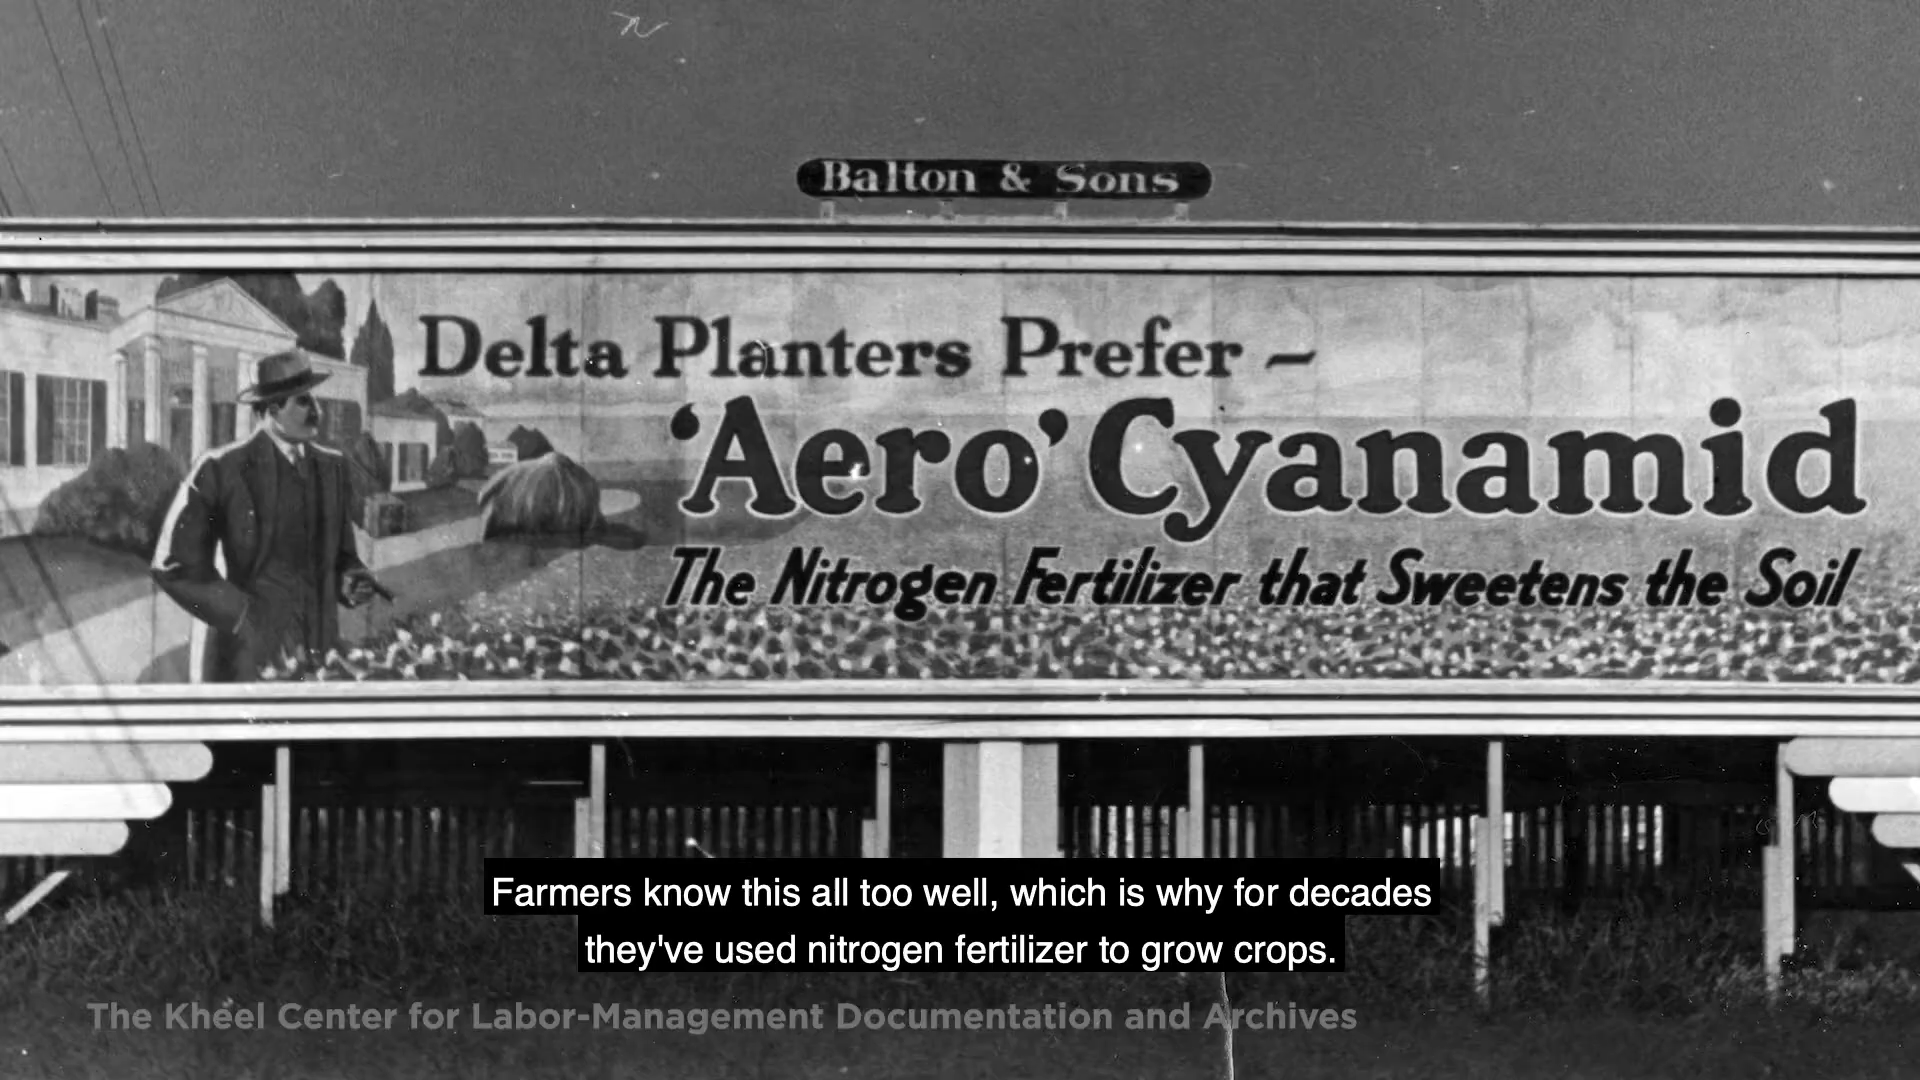 Balton & Sons
Delta Planters Prefer –
'Aero' Cyanamid
The Nitrogen Fertilizer that Sweetens the Soil
Farmers know this all too well, which is why for decades
they've used nitrogen fertilizer to grow crops.
The Kheel Center for Labor-Management Documentation and Archives